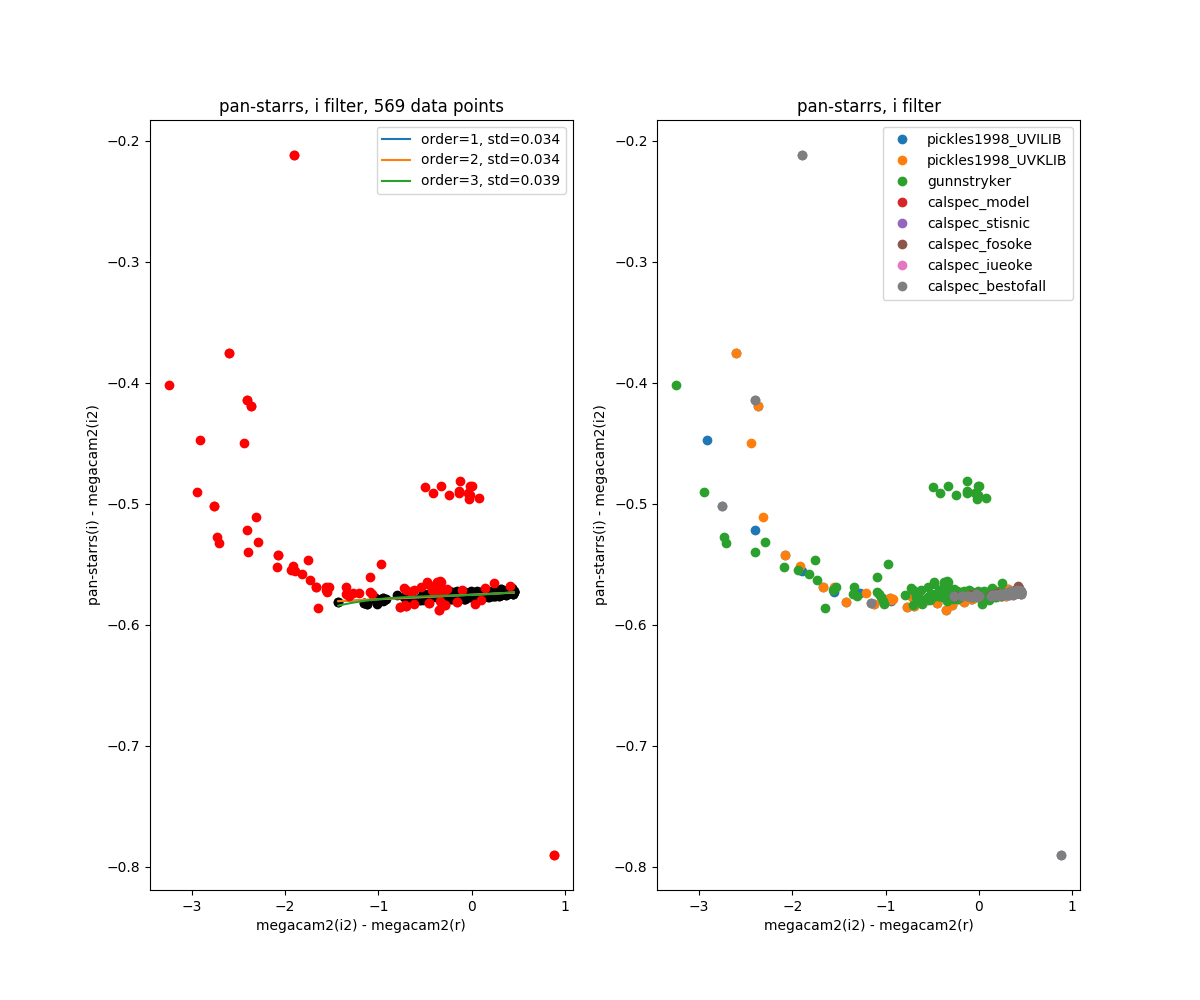 pan-starrs, i filter, 569 data points
order=1, std=0.034
order=2, std=0.034
order=3, std=0.039
−0.2
−0.3
−0.4
−0.5
−0.6
−0.7
−0.8
pan-starrs(i) - megacam2(i2)
−3
−2
−1
0
1
megacam2(i2) - megacam2(r)
pan-starrs, i filter
pickles1998_UVILIB
pickles1998_UVKLIB
gunnstryker
calspec_model
calspec_stisnic
calspec_fosoke
calspec_iueoke
calspec_bestofall
−0.2
−0.3
−0.4
−0.5
−0.6
−0.7
−0.8
pan-starrs(i) - megacam2(i2)
−3
−2
−1
0
1
megacam2(i2) - megacam2(r)